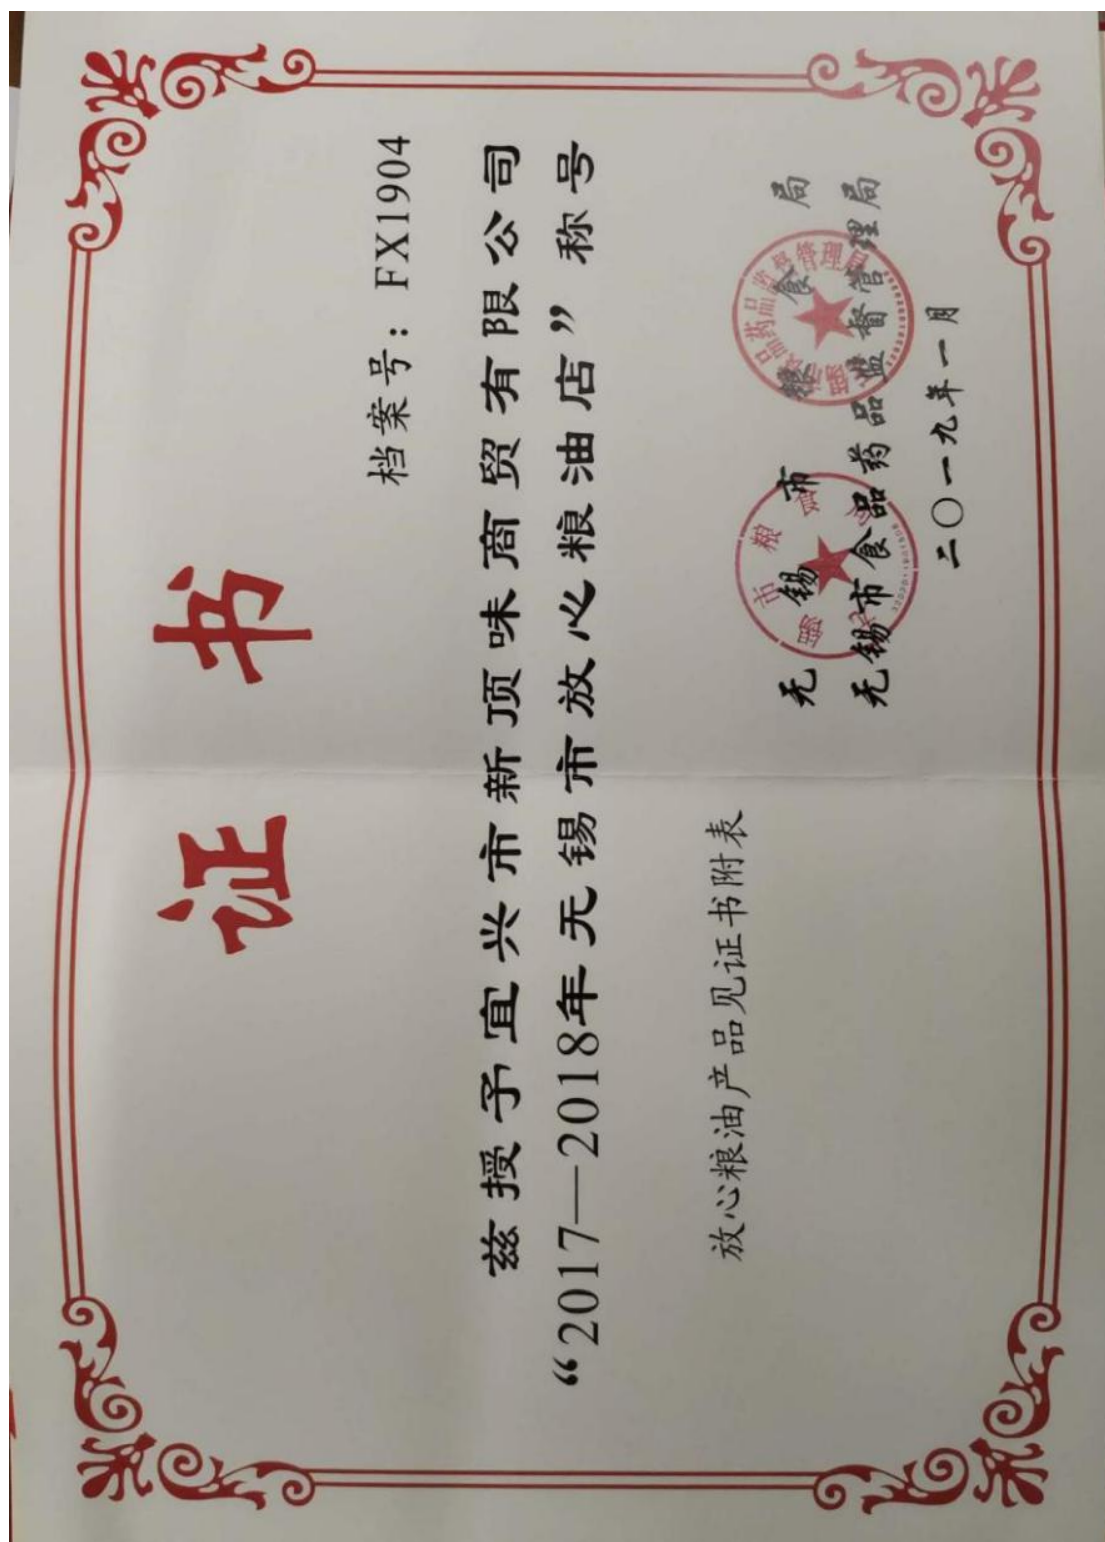 证书
档案号：FX1904
兹授予宜兴市新顶味商贸有限公司
“2017—2018年无锡市放心粮油店”称号
放心粮油产品见证书附表
无锡市粮食局
无锡市食品药品监督管理局
二〇一九年一月